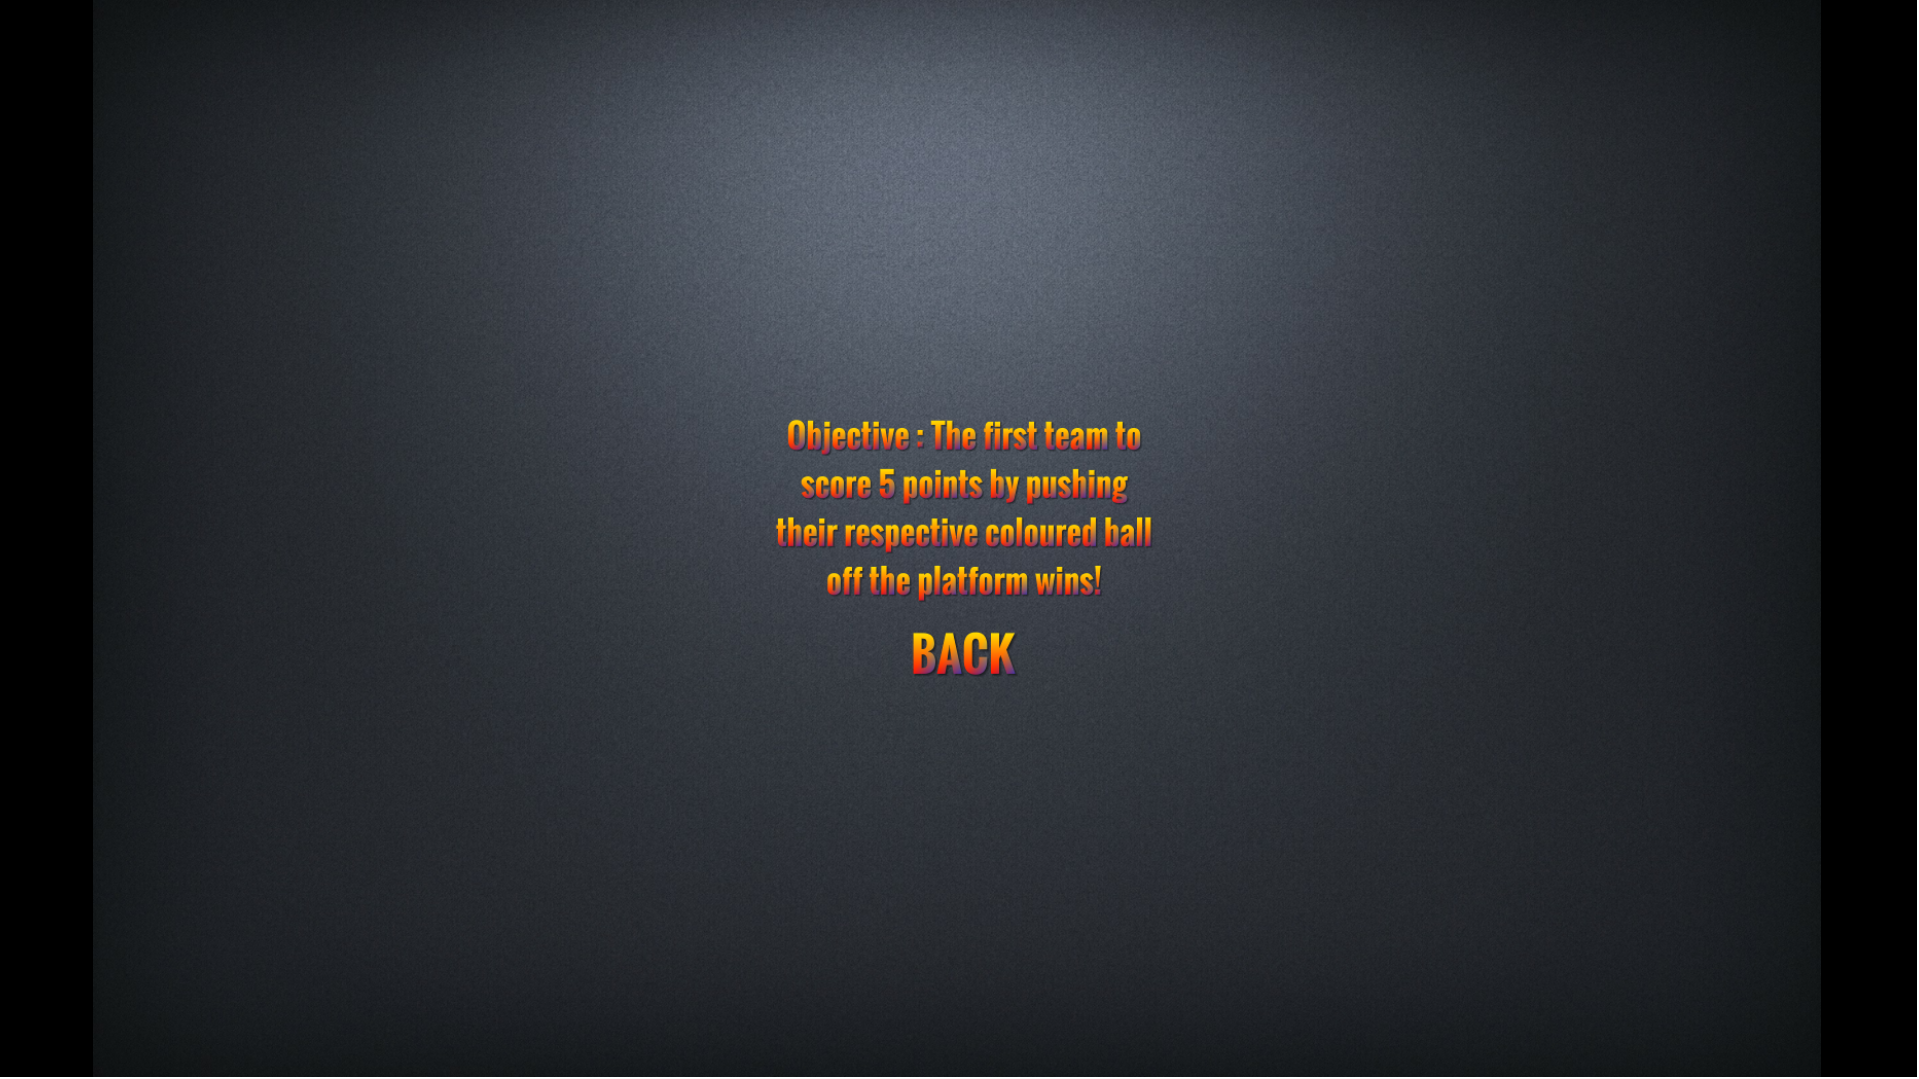 Objective : The first team to
score 5 points by pushing
their respective coloured ball
off the platform wins!
BACK